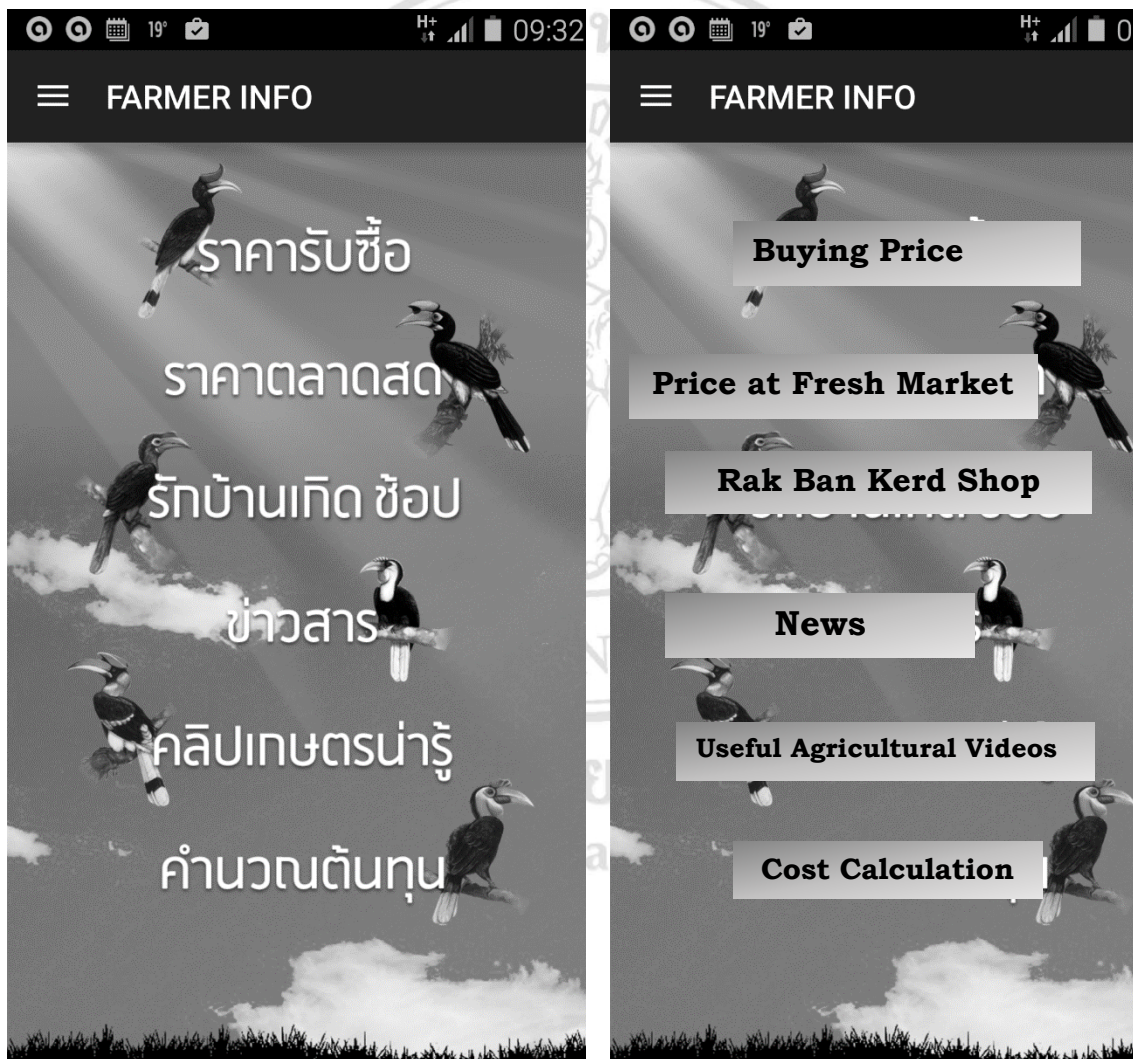 19° H+ 09:32
FARMER INFO
ราคารับซื้อ
ราคาตลาดสด
รักบ้านเกิด ช้อป
ข่าวสาร
คลิปเกษตรน่ารู้
คำนวณต้นทุน
19° H+ 0
FARMER INFO
Buying Price
Price at Fresh Market
Rak Ban Kerd Shop
News
Useful Agricultural Videos
Cost Calculation